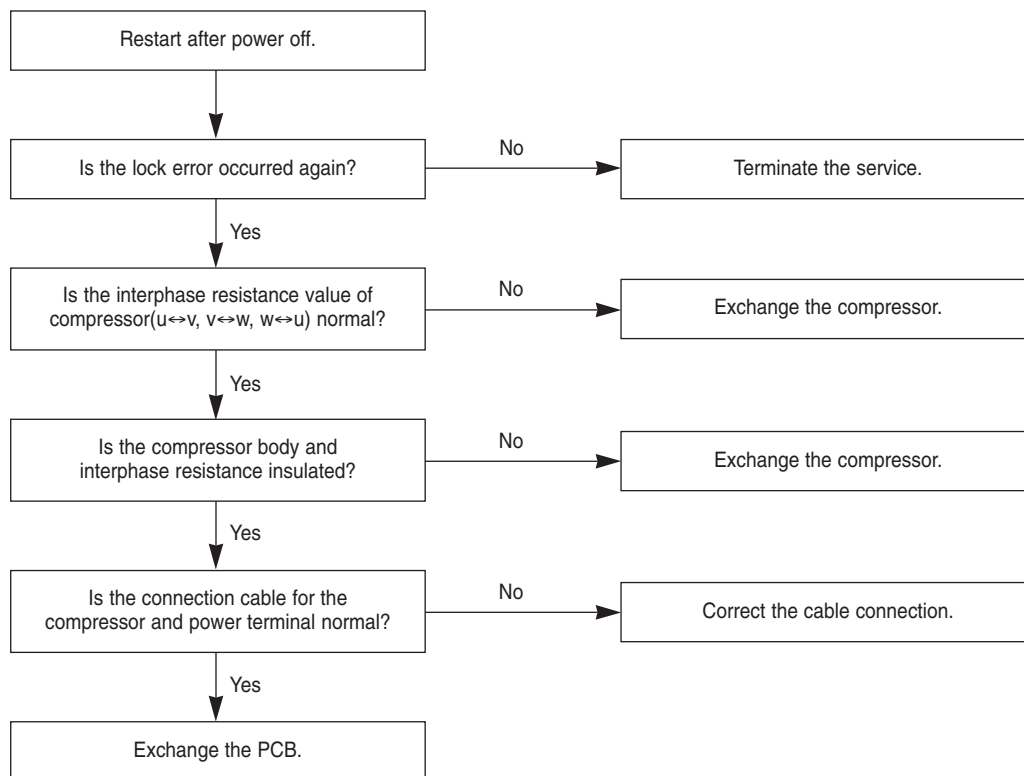 Restart after power off.
Is the lock error occurred again?
No
Terminate the service.
Yes
Is the interphase resistance value of
compressor(u↔v, v↔w, w↔u) normal?
No
Exchange the compressor.
Yes
Is the compressor body and
interphase resistance insulated?
No
Exchange the compressor.
Yes
Is the connection cable for the
compressor and power terminal normal?
No
Correct the cable connection.
Yes
Exchange the PCB.